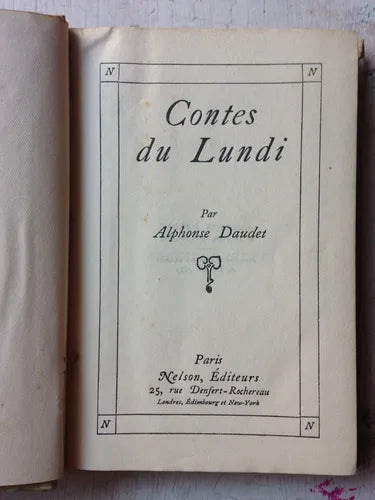 N N
Contes
du Lundi
Par
Alphonse Daudet
Paris
Nelson, Éditeurs
25, rue Denfert-Rochereau
Londres, Édimbourg et New-York
N N